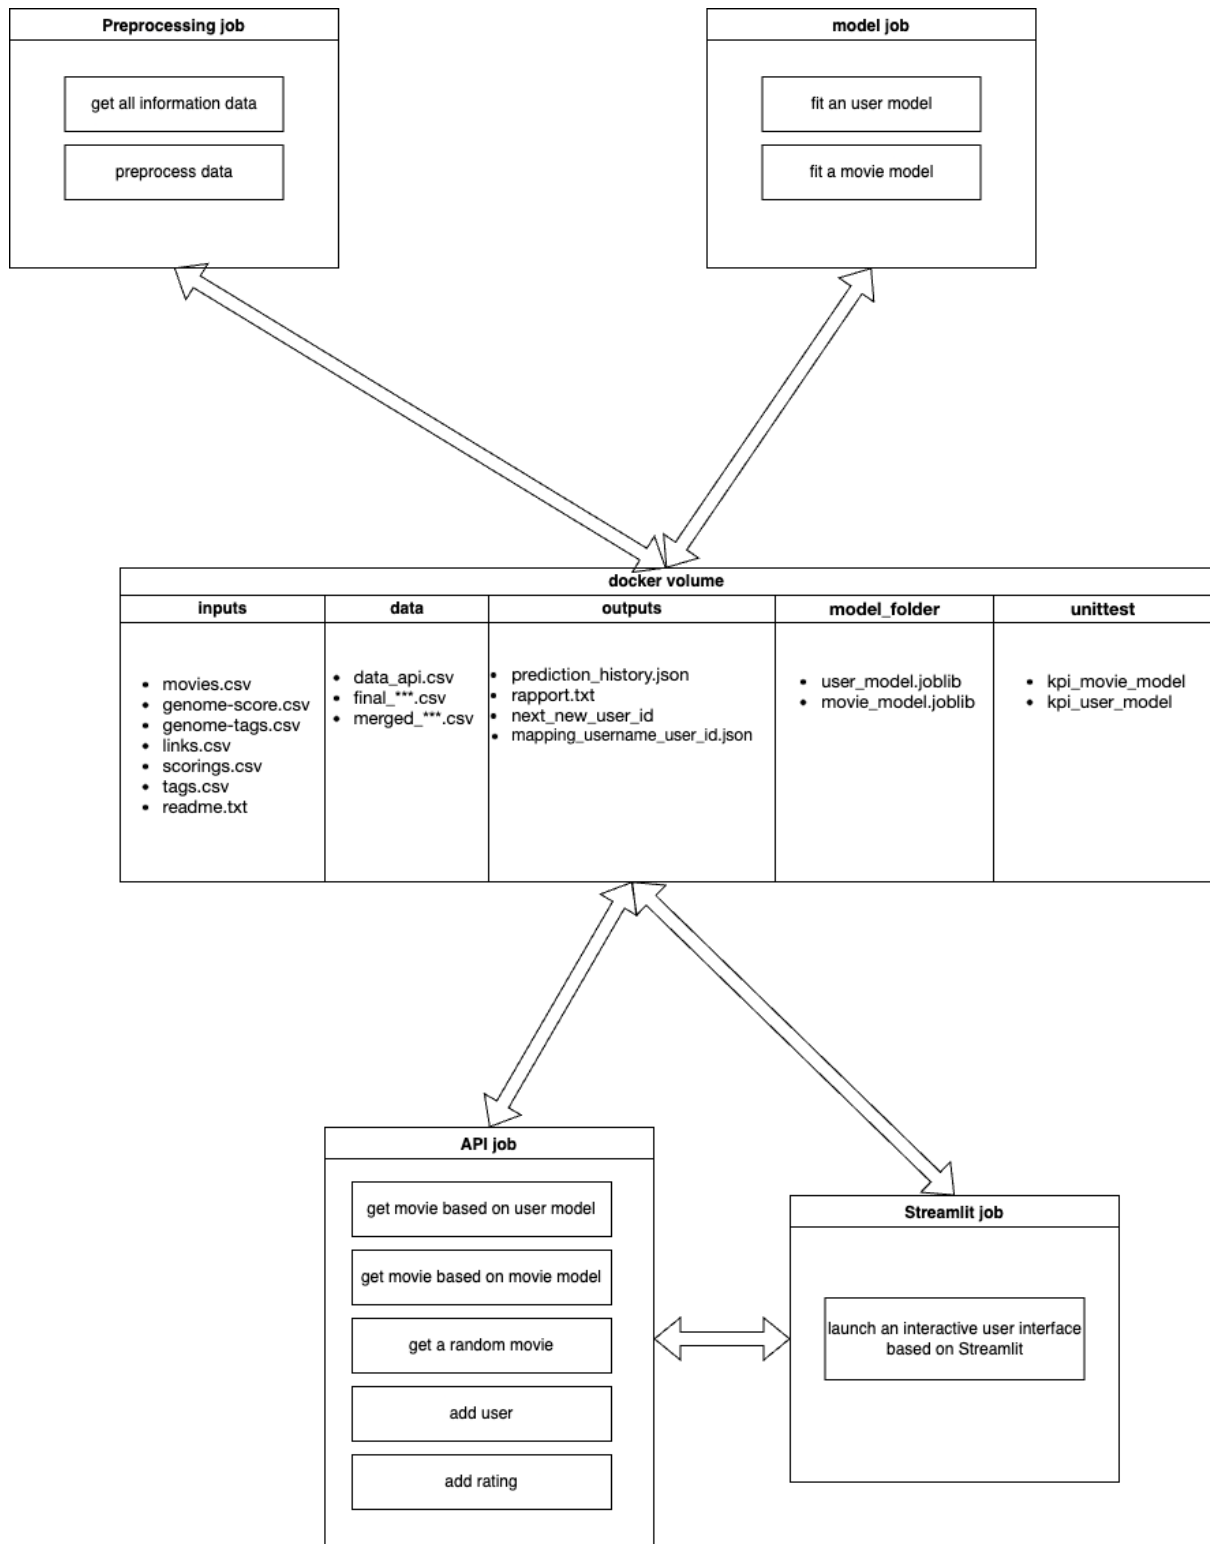 Preprocessing job
get all information data
preprocess data
model job
fit an user model
fit a movie model
docker volume
inputs
data
outputs
model_folder
unittest
• movies.csv
• genome-score.csv
• genome-tags.csv
• links.csv
• scorings.csv
• tags.csv
• readme.txt
• data_api.csv
• final_***.csv
• merged_***.csv
• prediction_history.json
• rapport.txt
• next_new_user_id
• mapping_username_user_id.json
• user_model.joblib
• movie_model.joblib
• kpi_movie_model
• kpi_user_model
API job
get movie based on user model
get movie based on movie model
get a random movie
add user
add rating
Streamlit job
launch an interactive user interface
based on Streamlit